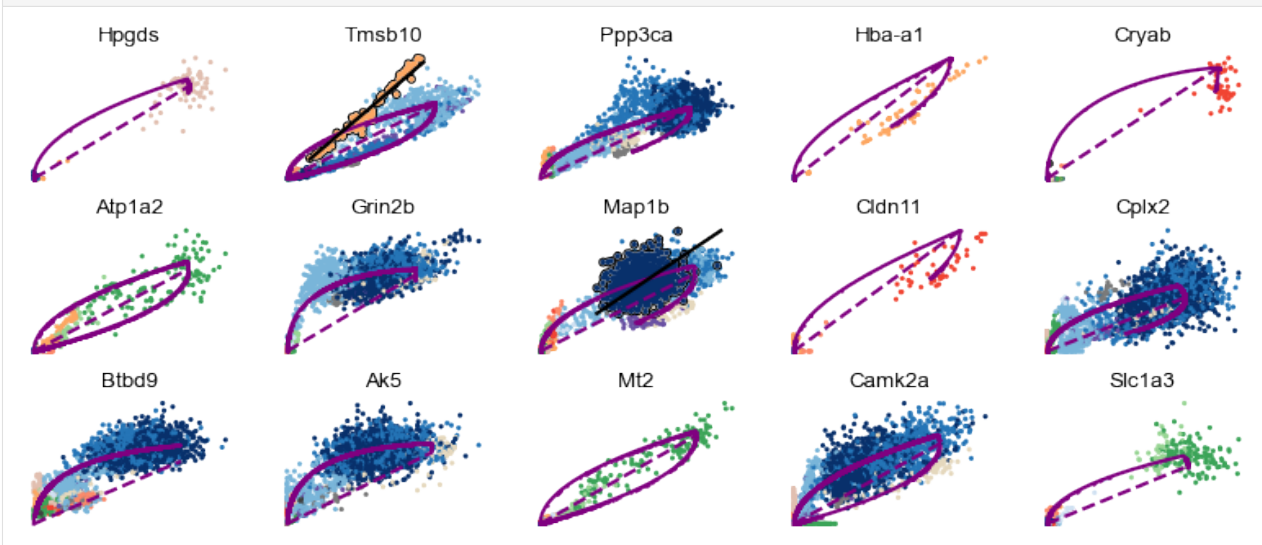 Hpgds Tmsb10 Ppp3ca Hba-a1 Cryab
Atp1a2 Grin2b Map1b Cldn11 Cplx2
Btbd9 Ak5 Mt2 Camk2a Slc1a3